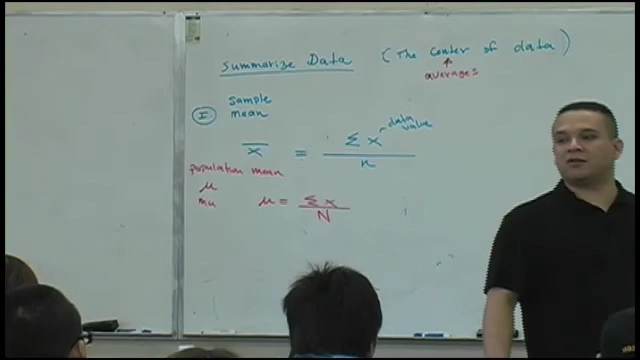 Summarize Data (The center of data)
↑
averages
I. sample mean
x̄ = Σx / n
data value
population mean
μ
mu
μ = Σx / N